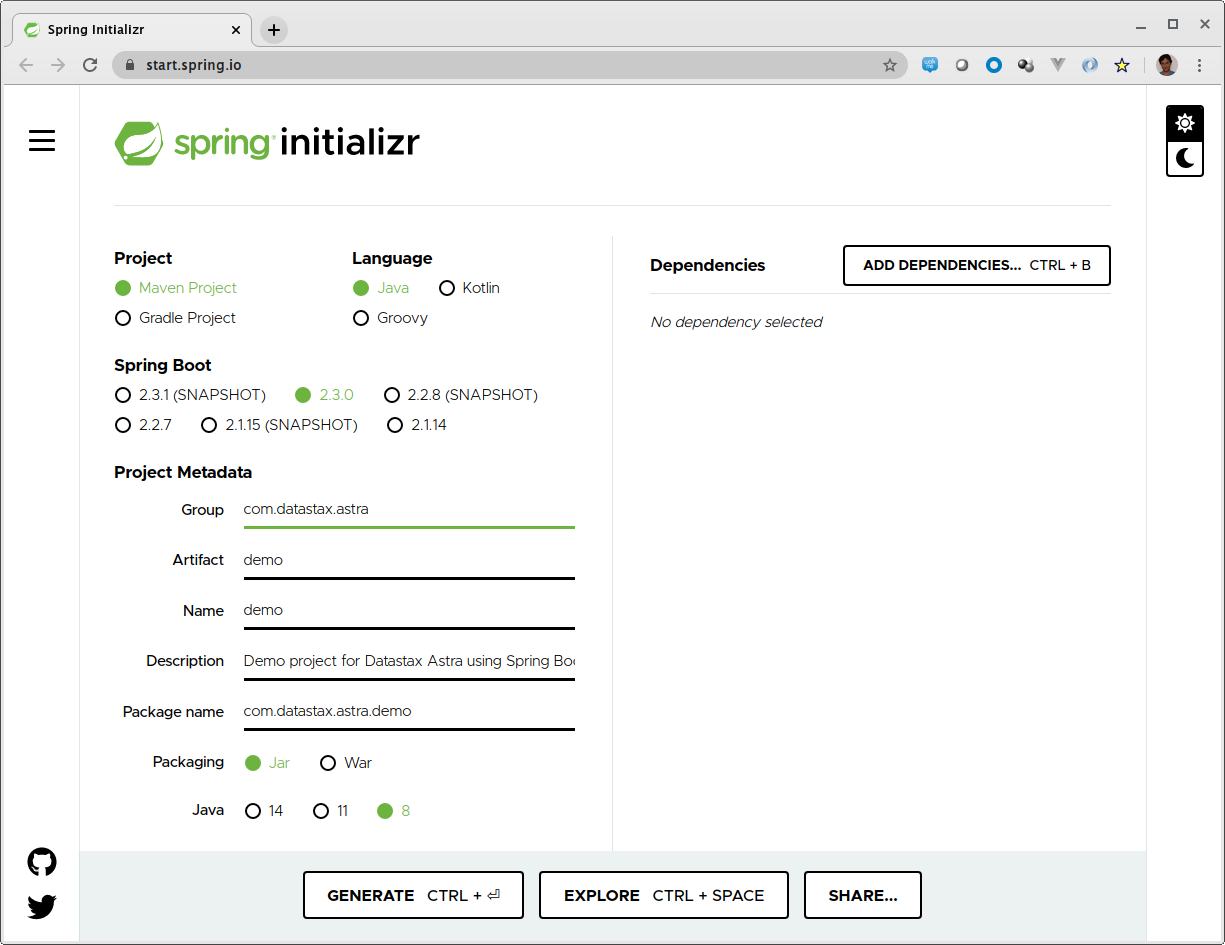 Spring Initializr
start.spring.io
spring initializr
Project
Maven Project
Gradle Project
Language
Java Kotlin
Groovy
Spring Boot
2.3.1 (SNAPSHOT) 2.3.0 2.2.8 (SNAPSHOT)
2.2.7 2.1.15 (SNAPSHOT) 2.1.14
Project Metadata
Group com.datastax.astra
Artifact demo
Name demo
Description Demo project for Datastax Astra using Spring Boo
Package name com.datastax.astra.demo
Packaging Jar War
Java 14 11 8
Dependencies ADD DEPENDENCIES... CTRL + B
No dependency selected
GENERATE CTRL + ⏎ EXPLORE CTRL + SPACE SHARE...